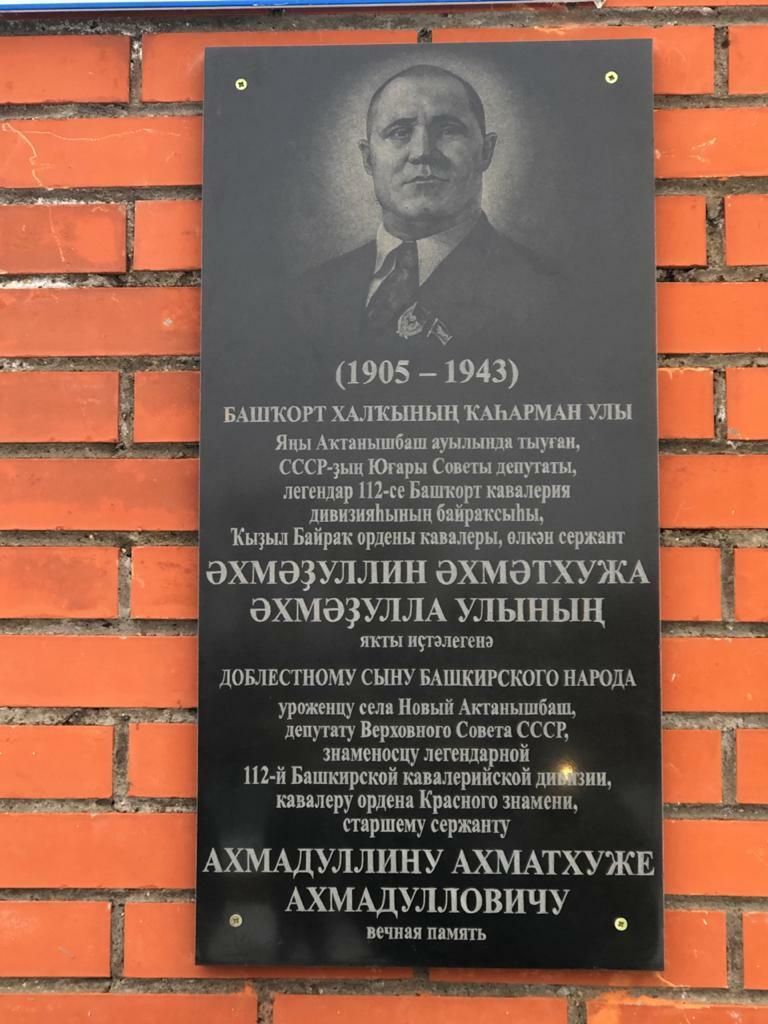 (1905 – 1943)
БАШҠОРТ ХАЛҠЫНЫҢ ҠАҺАРМАН УЛЫ
Яңы Аҡтанышбаш ауылында тыуған,
СССР-ҙың Юғары Советы депутаты,
легендар 112-се Башҡорт кавалерия
дивизияһының байраҡсыһы,
Ҡыҙыл Байраҡ ордены кавалеры, өлкән сержант
ӘХМӘҘУЛЛИН ӘХМӘТХУЖА
ӘХМӘҘУЛЛА УЛЫНЫҢ
яҡты иҫтәлегенә
ДОБЛЕСТНОМУ СЫНУ БАШКИРСКОГО НАРОДА
уроженцу села Новый Актанышбаш,
депутату Верховного Совета СССР,
знаменосцу легендарной
112-й Башкирской кавалерийской дивизии,
кавалеру ордена Красного знамени,
старшему сержанту
АХМАДУЛЛИНУ АХМАТХУЖЕ
АХМАДУЛЛОВИЧУ
вечная память